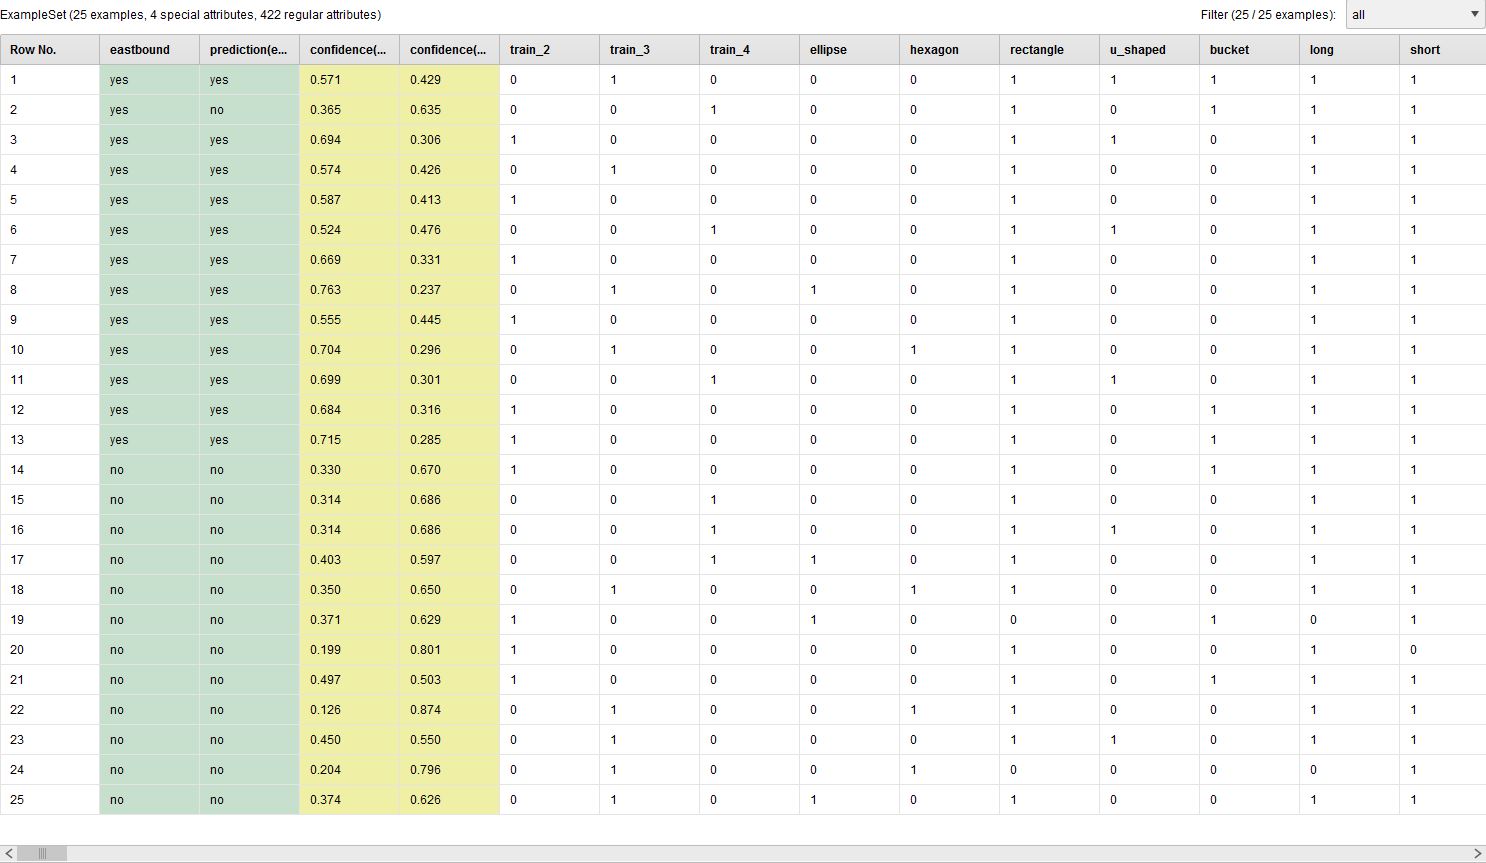 ExampleSet (25 examples, 4 special attributes, 422 regular attributes) Filter (25 / 25 examples): all
Row No. eastbound prediction(e... confidence(... confidence(... train_2 train_3 train_4 ellipse hexagon rectangle u_shaped bucket long short
1 yes yes 0.571 0.429 0 1 0 0 0 1 1 1 1 1
2 yes no 0.365 0.635 0 0 1 0 0 1 0 1 1 1
3 yes yes 0.694 0.306 1 0 0 0 0 1 1 0 1 1
4 yes yes 0.574 0.426 0 1 0 0 0 1 0 0 1 1
5 yes yes 0.587 0.413 1 0 0 0 0 1 0 0 1 1
6 yes yes 0.524 0.476 0 0 1 0 0 1 1 0 1 1
7 yes yes 0.669 0.331 1 0 0 0 0 1 0 0 1 1
8 yes yes 0.763 0.237 0 1 0 1 0 1 0 0 1 1
9 yes yes 0.555 0.445 1 0 0 0 0 1 0 0 1 1
10 yes yes 0.704 0.296 0 1 0 0 1 1 0 0 1 1
11 yes yes 0.699 0.301 0 0 1 0 0 1 1 0 1 1
12 yes yes 0.684 0.316 1 0 0 0 0 1 0 1 1 1
13 yes yes 0.715 0.285 1 0 0 0 0 1 0 1 1 1
14 no no 0.330 0.670 1 0 0 0 0 1 0 1 1 1
15 no no 0.314 0.686 0 0 1 0 0 1 0 0 1 1
16 no no 0.314 0.686 0 0 1 0 0 1 1 0 1 1
17 no no 0.403 0.597 0 0 1 1 0 1 0 0 1 1
18 no no 0.350 0.650 0 1 0 0 1 1 0 0 1 1
19 no no 0.371 0.629 1 0 0 1 0 0 0 1 0 1
20 no no 0.199 0.801 1 0 0 0 0 1 0 0 1 0
21 no no 0.497 0.503 1 0 0 0 0 1 0 1 1 1
22 no no 0.126 0.874 0 1 0 0 1 1 0 0 1 1
23 no no 0.450 0.550 0 1 0 0 0 1 1 0 1 1
24 no no 0.204 0.796 0 1 0 0 1 0 0 0 0 1
25 no no 0.374 0.626 0 1 0 1 0 1 0 0 1 1